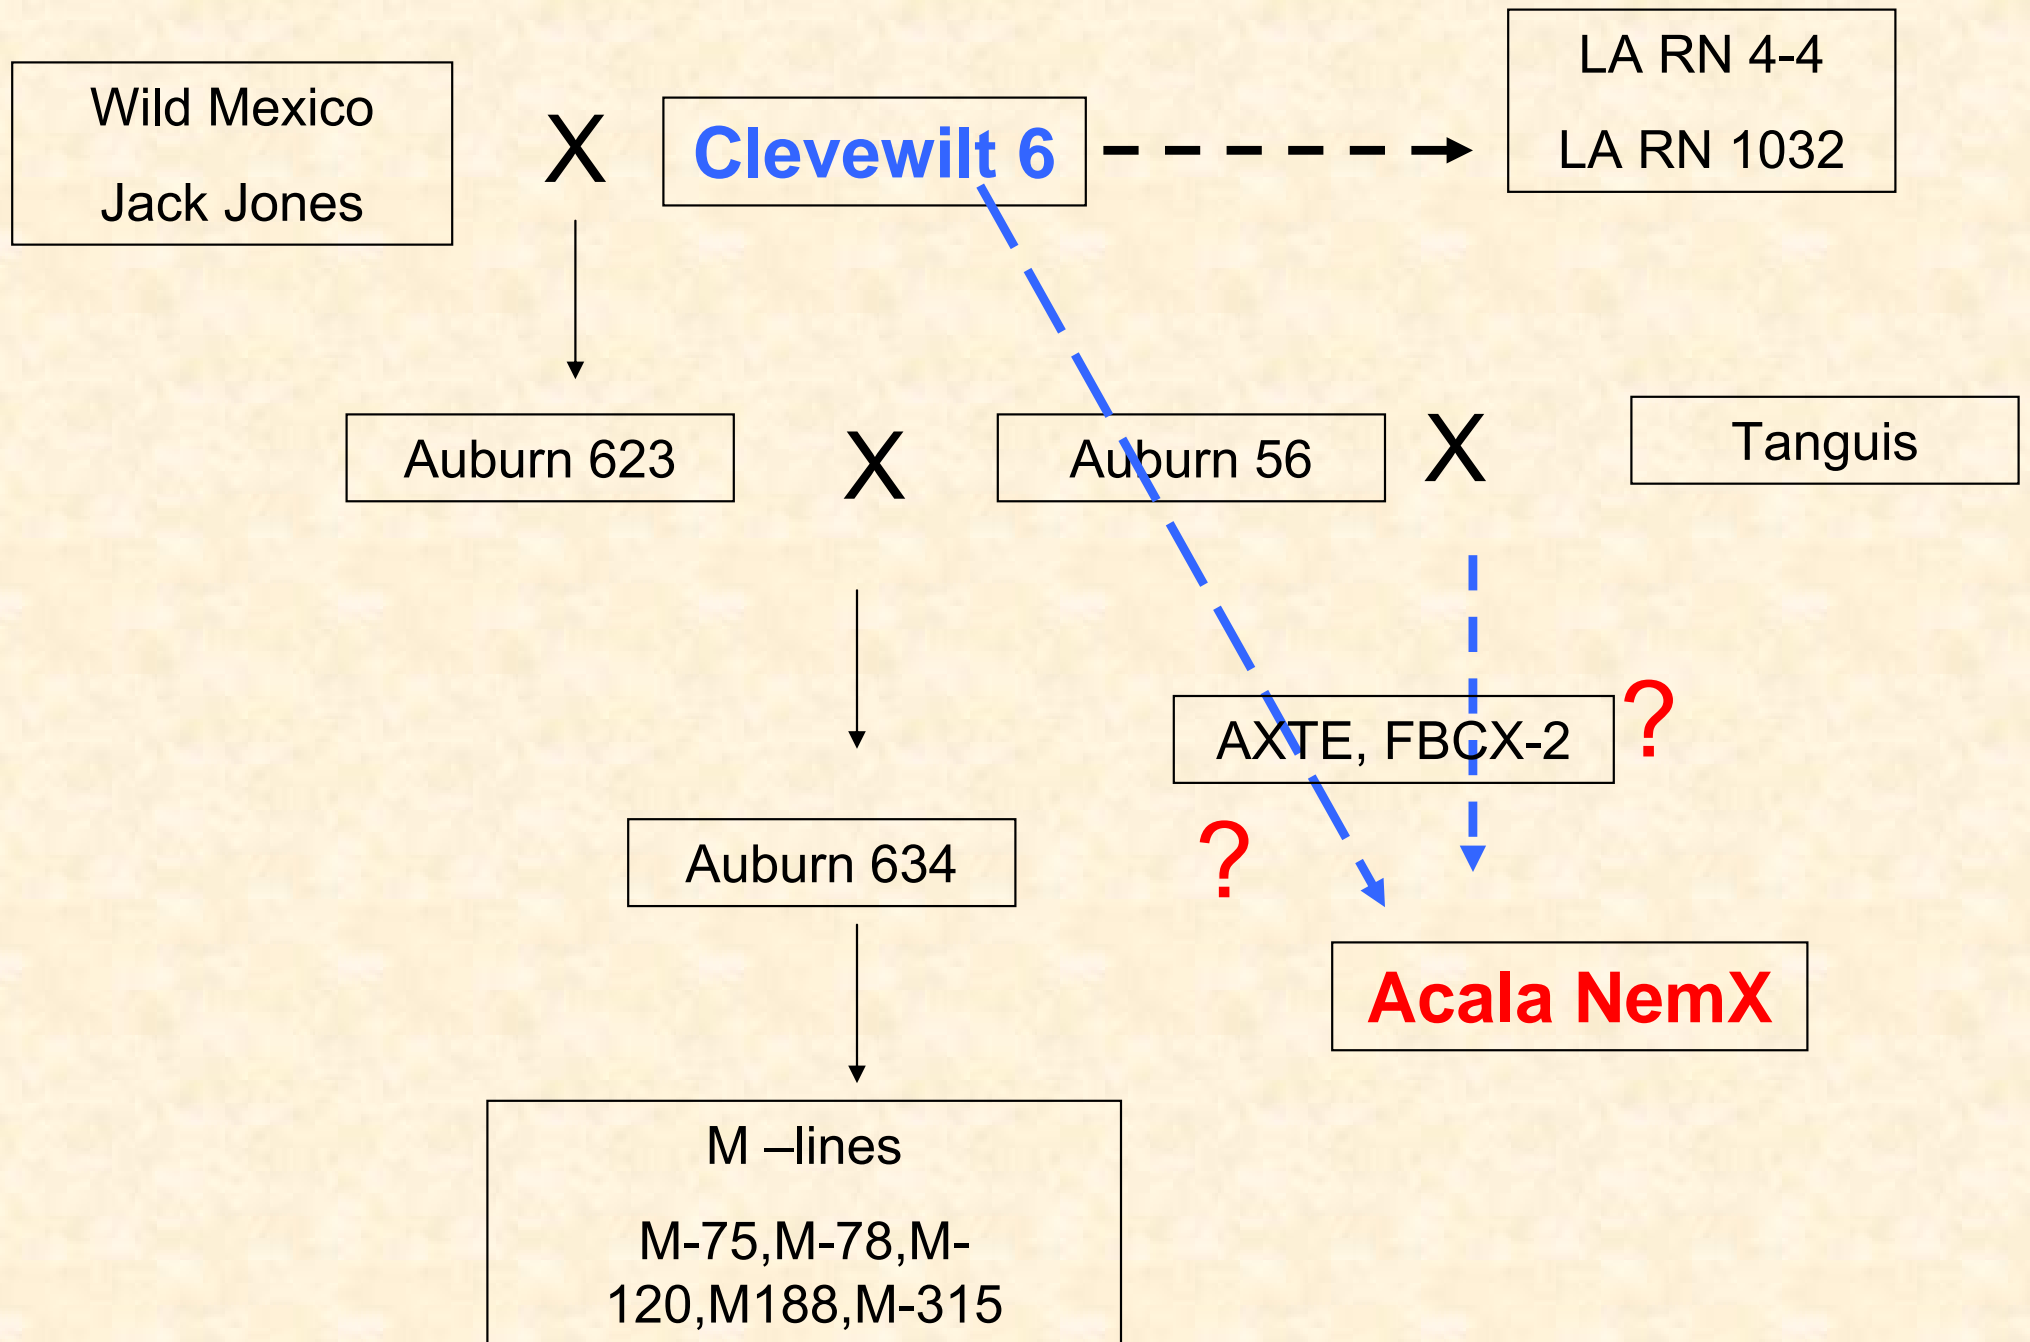 Wild Mexico
Jack Jones
X
Clevewilt 6
LA RN 4-4
LA RN 1032
Auburn 623
X
Auburn 56
X
Tanguis
AXTE, FBCX-2
?
?
Auburn 634
Acala NemX
M –lines
M-75,M-78,M-
120,M188,M-315